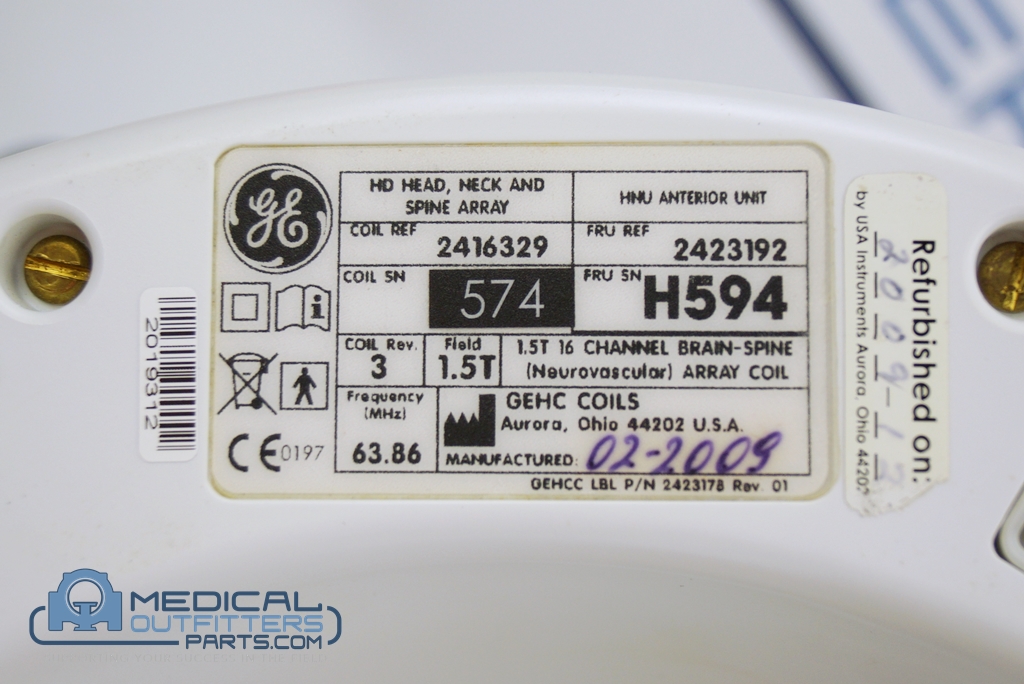 GE
HD HEAD, NECK AND
SPINE ARRAY
HNU ANTERIOR UNIT
COIL REF
2416329
FRU REF
2423192
COIL SN
574
FRU SN
H594
COIL Rev.
3
Field
1.5T
1.5T 16 CHANNEL BRAIN-SPINE
(Neurovascular) ARRAY COIL
Frequency
(MHz)
63.86
GEHC COILS
Aurora, Ohio 44202 U.S.A.
MANUFACTURED: 02-2009
GEHCC LBL P/N 2423178 Rev. 01
i
CE0197
2019312
Refurbished on:
2009-12
by USA Instruments Aurora, Ohio 44202
MEDICAL
OUTFITTERS
PARTS.COM